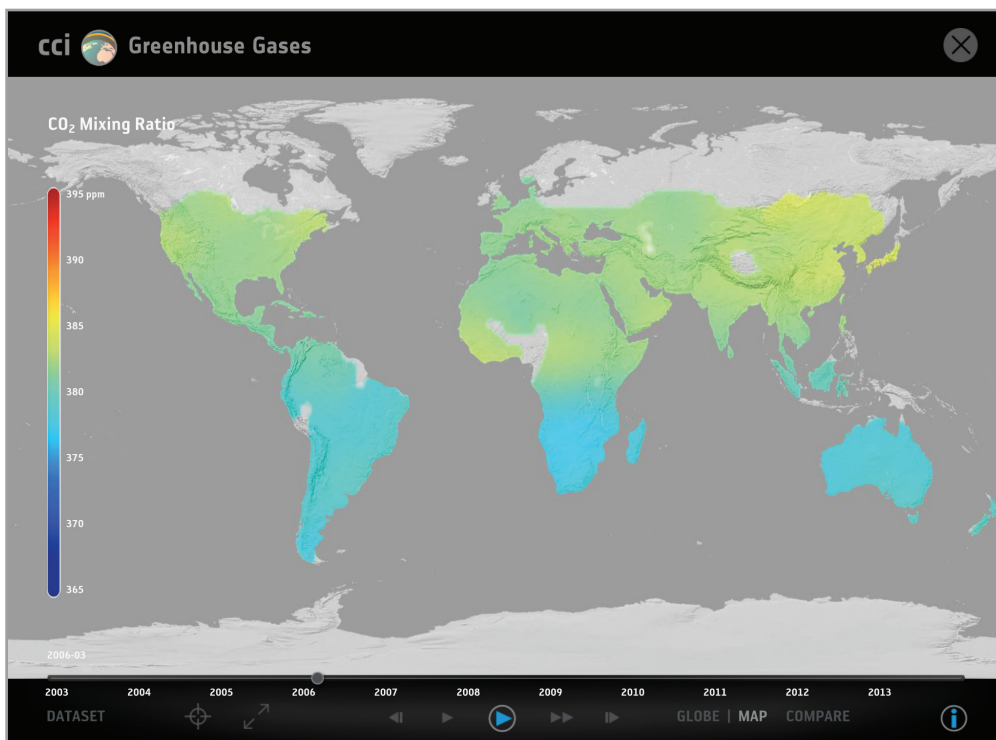 cci Greenhouse Gases
CO₂ Mixing Ratio
395 ppm
390
385
380
375
370
365
2006-03
2003 2004 2005 2006 2007 2008 2009 2010 2011 2012 2013
DATASET GLOBE | MAP COMPARE i